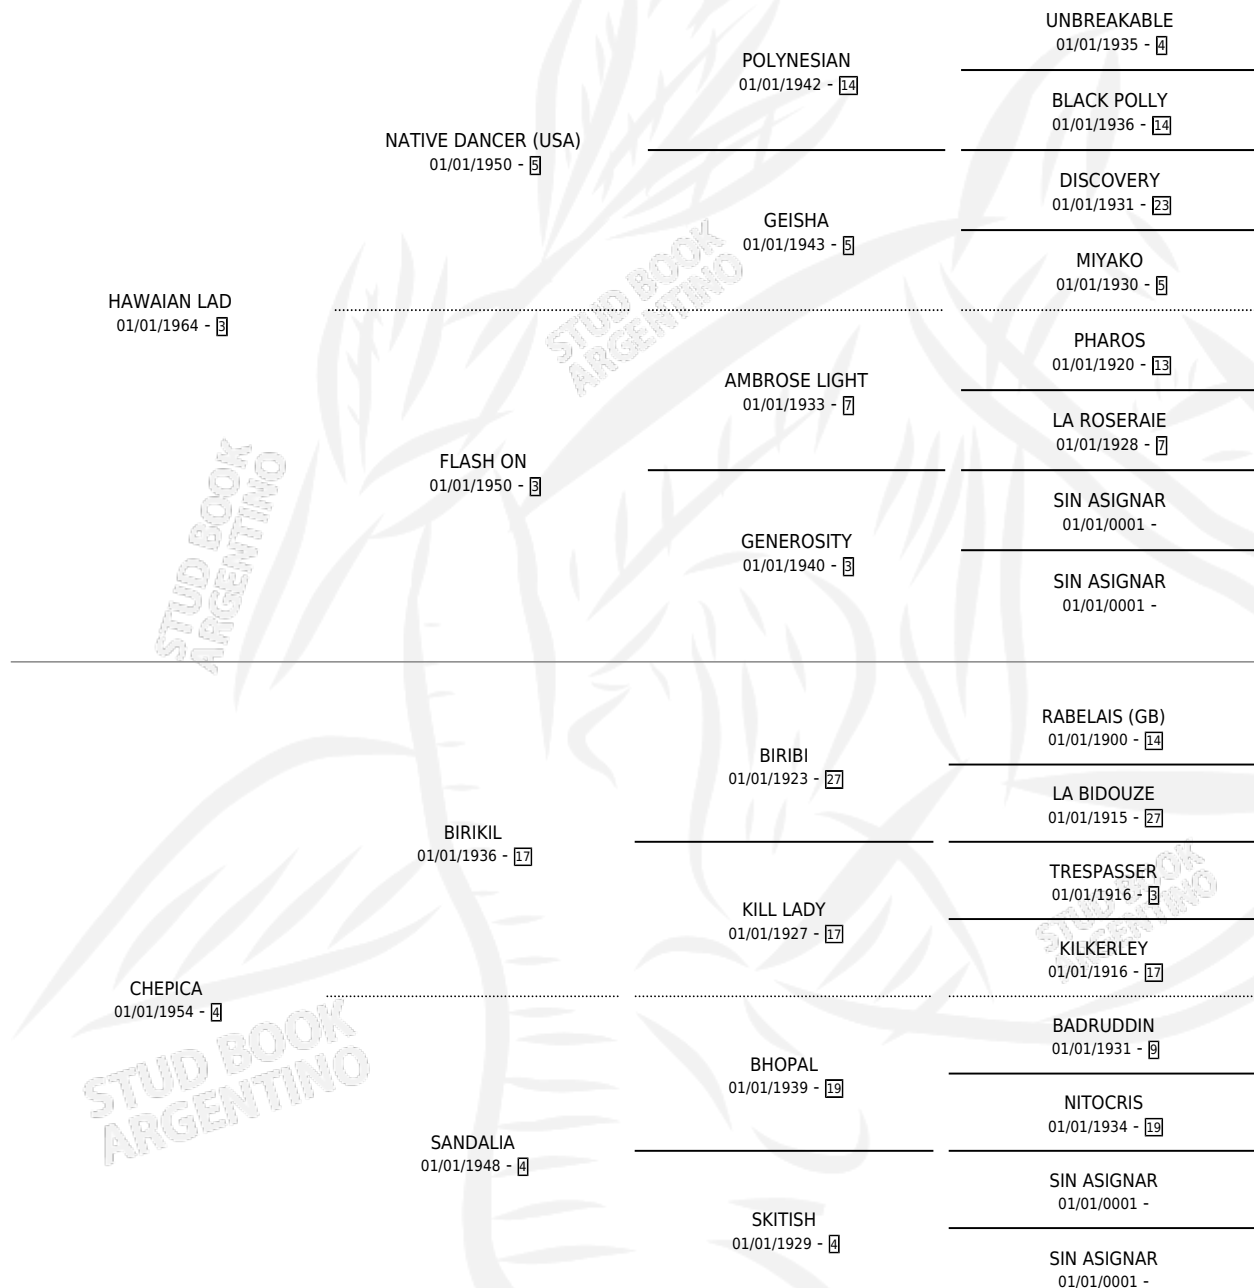 UNBREAKABLE
01/01/1935 - 4
POLYNESIAN
01/01/1942 - 14
BLACK POLLY
01/01/1936 - 14
NATIVE DANCER (USA)
01/01/1950 - 5
DISCOVERY
01/01/1931 - 23
GEISHA
01/01/1943 - 5
MIYAKO
01/01/1930 - 5
HAWAIAN LAD
01/01/1964 - 3
PHAROS
01/01/1920 - 13
AMBROSE LIGHT
01/01/1933 - 7
LA ROSERAIE
01/01/1928 - 7
FLASH ON
01/01/1950 - 3
SIN ASIGNAR
01/01/0001 -
GENEROSITY
01/01/1940 - 3
SIN ASIGNAR
01/01/0001 -
STUD BOOK
ARGENTINO
STUD BOOK
ARGENTINO
RABELAIS (GB)
01/01/1900 - 14
BIRIBI
01/01/1923 - 27
LA BIDOUZE
01/01/1915 - 27
BIRIKIL
01/01/1936 - 17
TRESPASSER
01/01/1916 - 3
KILL LADY
01/01/1927 - 17
KILKERLEY
01/01/1916 - 17
CHEPICA
01/01/1954 - 4
BADRUDDIN
01/01/1931 - 9
BHOPAL
01/01/1939 - 19
NITOCRIS
01/01/1934 - 19
SANDALIA
01/01/1948 - 4
SIN ASIGNAR
01/01/0001 -
SKITISH
01/01/1929 - 4
SIN ASIGNAR
01/01/0001 -
STUD BOOK
ARGENTINO
STUD BOOK
ARGENTINO